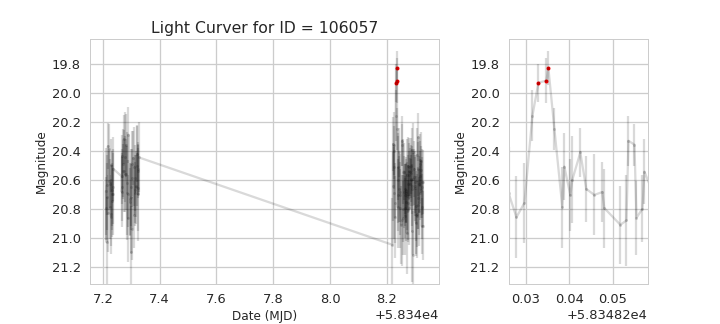 Light Curver for ID = 106057
Magnitude
19.8
20.0
20.2
20.4
20.6
20.8
21.0
21.2
7.2 7.4 7.6 7.8 8.0 8.2
Date (MJD)
+5.834e4
Magnitude
19.8
20.0
20.2
20.4
20.6
20.8
21.0
21.2
0.03 0.04 0.05
+5.83482e4